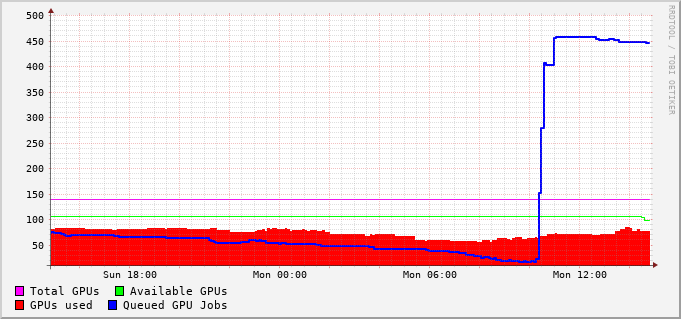 500
450
400
350
300
250
200
150
100
50
Sun 18:00 Mon 00:00 Mon 06:00 Mon 12:00
Total GPUs Available GPUs
GPUs used Queued GPU Jobs
RRDTOOL / TOBI OETIKER